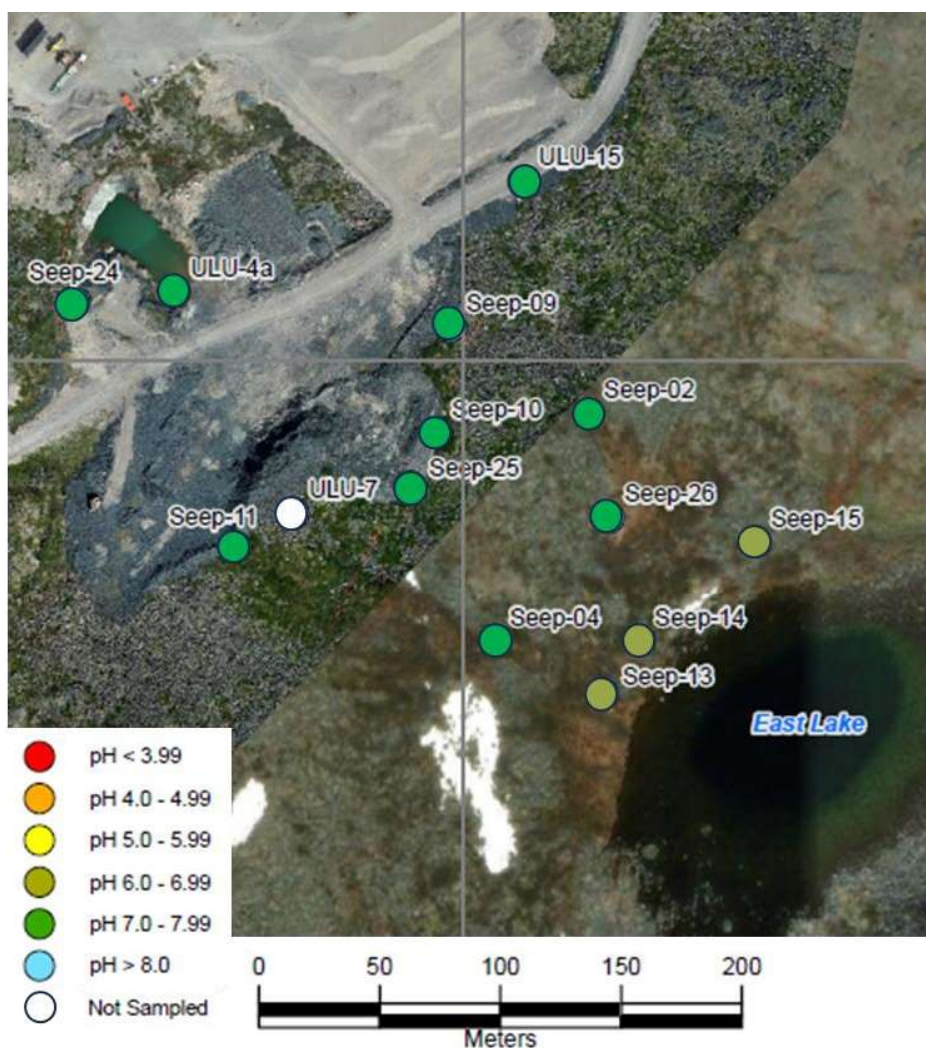 ULU-15
Seep-24
ULU-4a
Seep-09
Seep-02
Seep-10
Seep-25
ULU-7
Seep-26
Seep-11
Seep-15
Seep-04
Seep-14
Seep-13
East Lake
pH < 3.99
pH 4.0 - 4.99
pH 5.0 - 5.99
pH 6.0 - 6.99
pH 7.0 - 7.99
pH > 8.0
Not Sampled
0 50 100 150 200
Meters